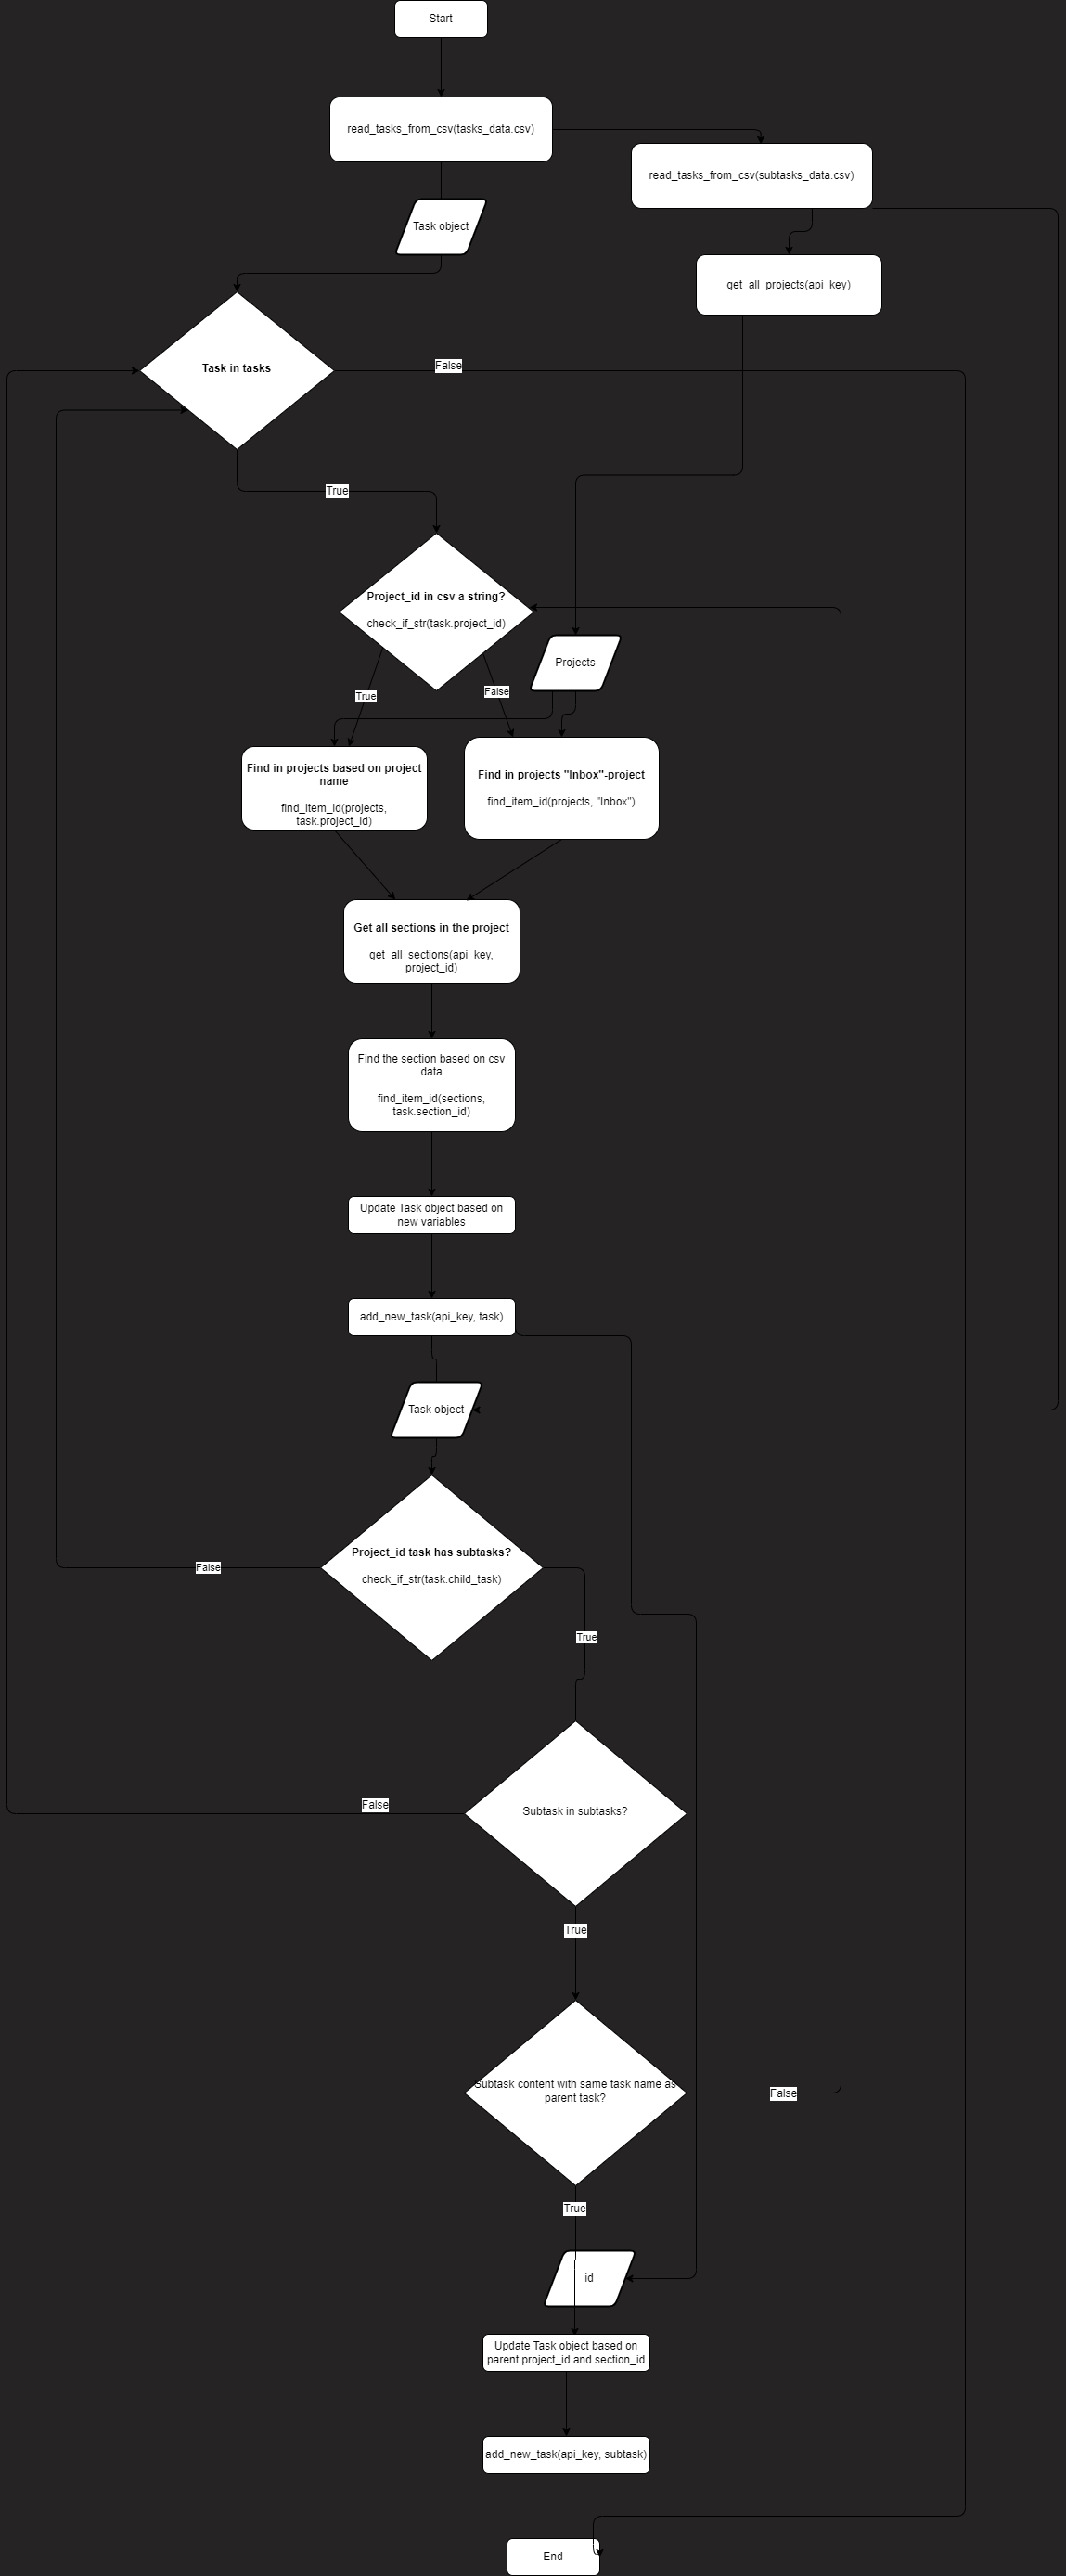 Start
read_tasks_from_csv(tasks_data.csv)
read_tasks_from_csv(subtasks_data.csv)
Task object
get_all_projects(api_key)
Task in tasks
False
True
Project_id in csv a string?
check_if_str(task.project_id)
Projects
True
False
Find in projects based on project
name
find_item_id(projects,
task.project_id)
Find in projects "Inbox"-project
find_item_id(projects, "Inbox")
Get all sections in the project
get_all_sections(api_key,
project_id)
Find the section based on csv
data
find_item_id(sections,
task.section_id)
Update Task object based on
new variables
add_new_task(api_key, task)
Task object
Project_id task has subtasks?
check_if_str(task.child_task)
False
True
Subtask in subtasks?
False
True
Subtask content with same task name as
parent task?
False
True
id
Update Task object based on
parent project_id and section_id
add_new_task(api_key, subtask)
End